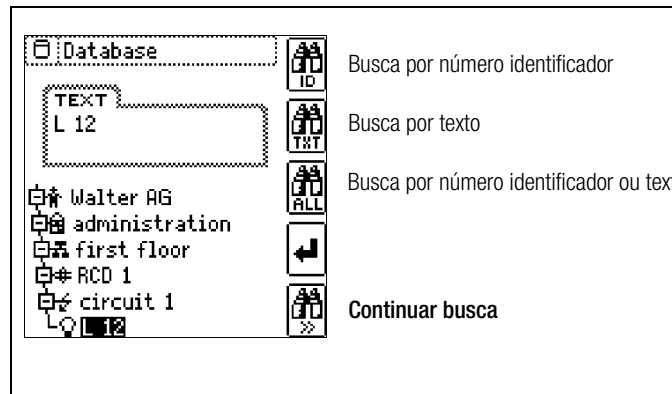 Database
ID
Busca por número identificador
TEXT
L 12
TXT
Busca por texto
ALL
Busca por número identificador ou tex
Walter AG
administration
first floor
RCD 1
circuit 1
L 12
>>
Continuar busca